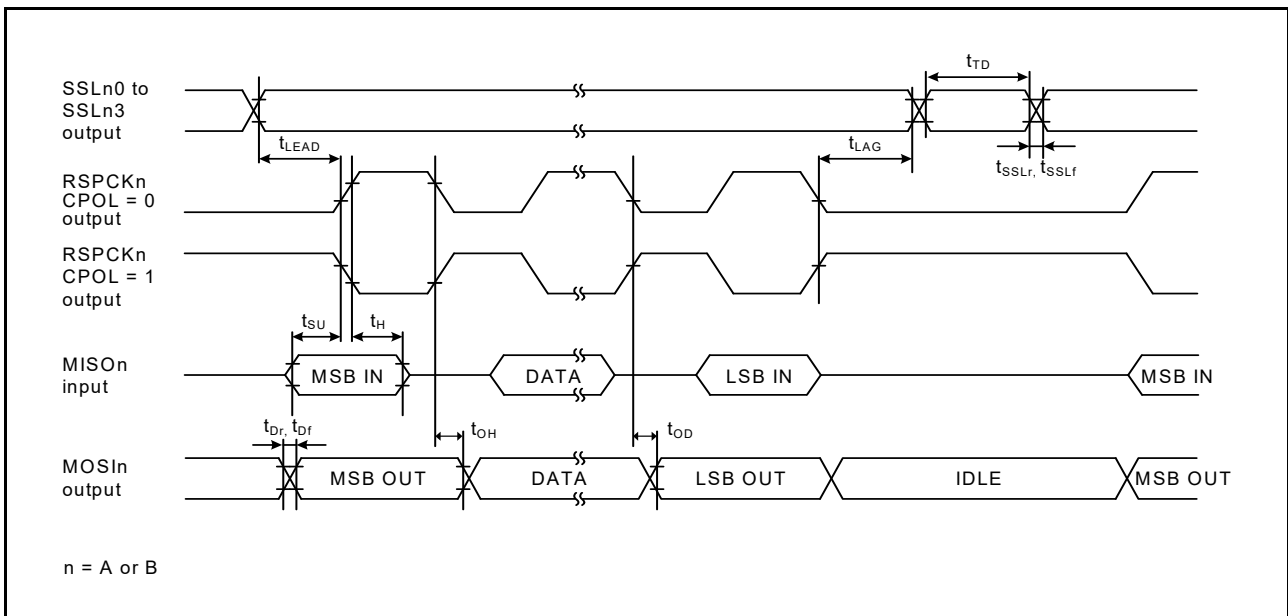 SSLn0 to
SSLn3
output
tTD
tLEAD
tLAG
tSSLr, tSSLf
RSPCKn
CPOL = 0
output
RSPCKn
CPOL = 1
output
tSU
tH
MISOn
input
MSB IN
DATA
LSB IN
MSB IN
tDr, tDf
tOH
tOD
MOSIn
output
MSB OUT
DATA
LSB OUT
IDLE
MSB OUT
n = A or B